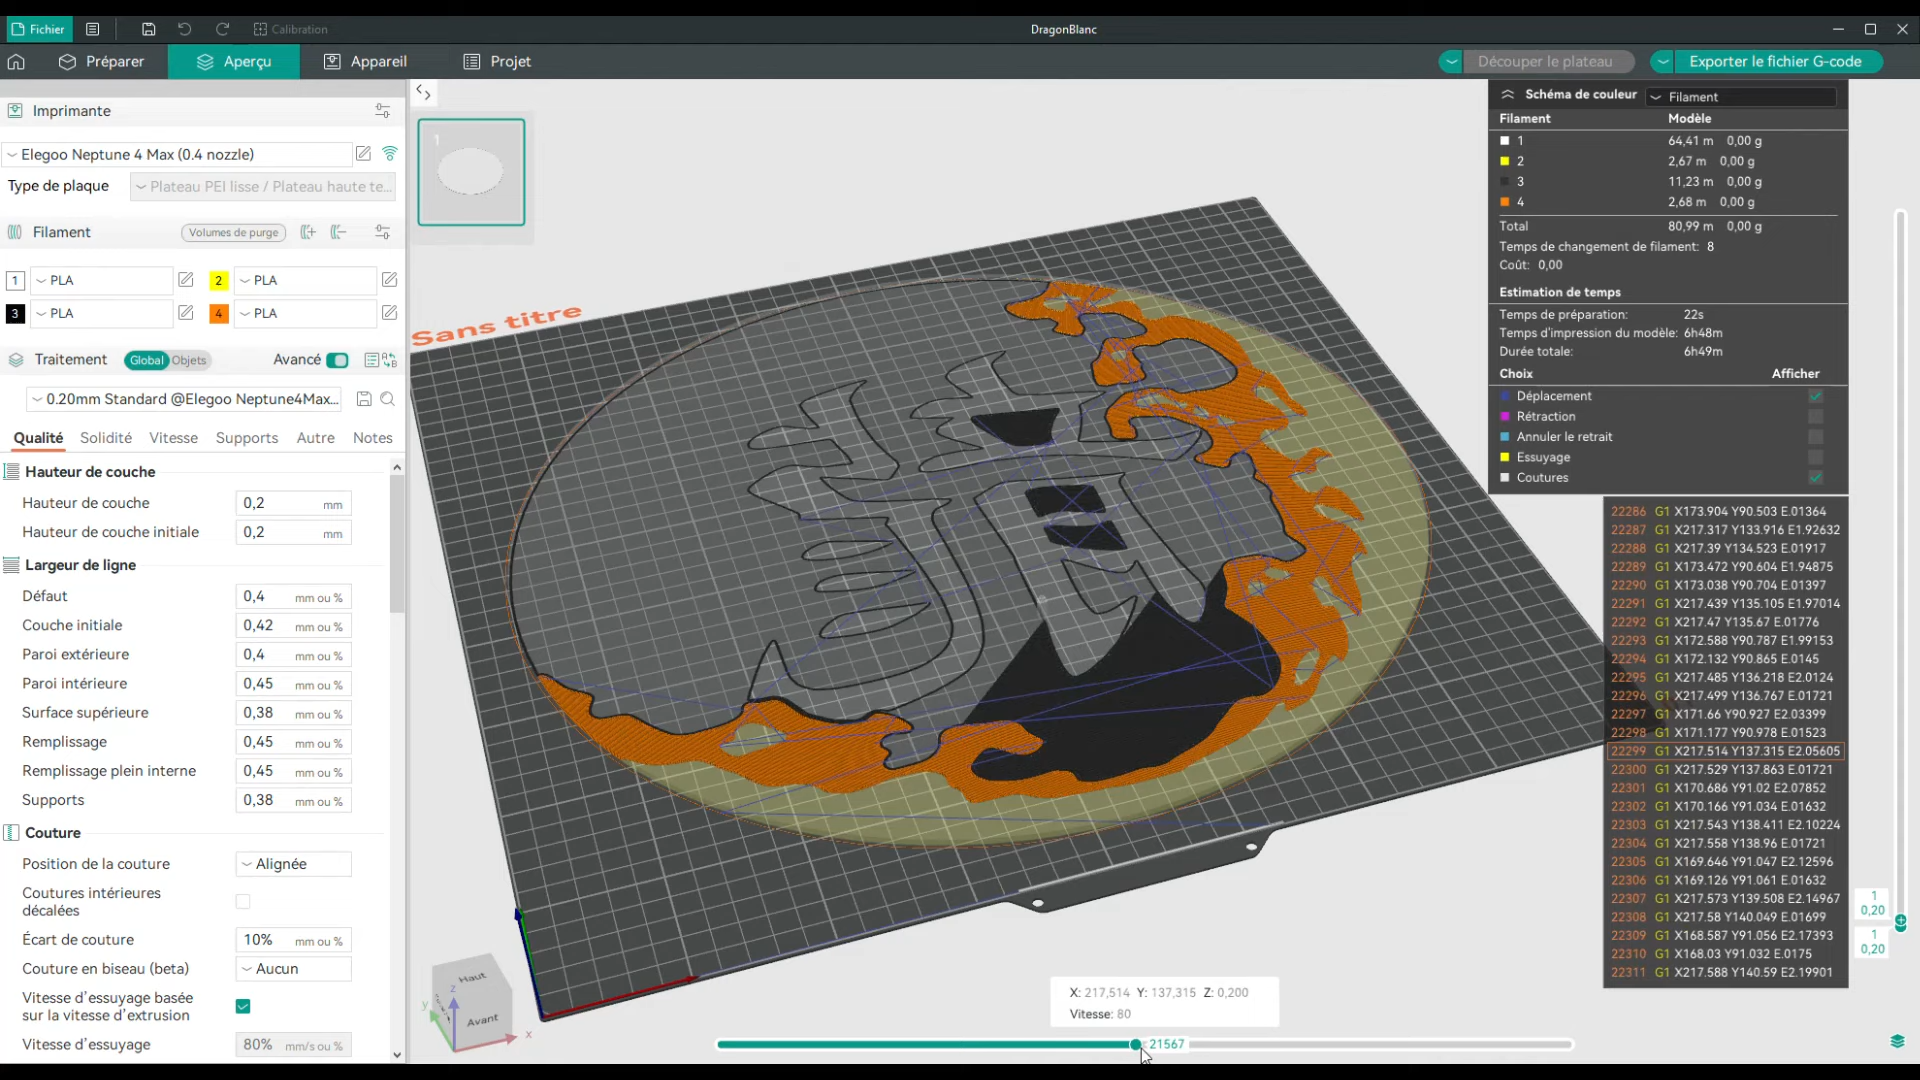 Fichier
Calibration
DragonBlanc
Préparer
Aperçu
Appareil
Projet
Découper le plateau
Exporter le fichier G-code
Imprimante
Elegoo Neptune 4 Max (0.4 nozzle)
Type de plaque
Plateau PEI lisse / Plateau haute te...
Filament
Volumes de purge
1 PLA
2 PLA
3 PLA
4 PLA
Traitement
Global Objets
Avancé
0.20mm Standard @Elegoo Neptune4Max...
Qualité
Solidité
Vitesse
Supports
Autre
Notes
Hauteur de couche
Hauteur de couche 0,2 mm
Hauteur de couche initiale 0,2 mm
Largeur de ligne
Défaut 0,4 mm ou %
Couche initiale 0,42 mm ou %
Paroi extérieure 0,4 mm ou %
Paroi intérieure 0,45 mm ou %
Surface supérieure 0,38 mm ou %
Remplissage 0,45 mm ou %
Remplissage plein interne 0,45 mm ou %
Supports 0,38 mm ou %
Couture
Position de la couture Alignée
Coutures intérieures
décalées
Écart de couture 10% mm ou %
Couture en biseau (beta) Aucun
Vitesse d'essuyage basée
sur la vitesse d'extrusion
Vitesse d'essuyage 80% mm/s ou %
1
Sans titre
Haut
Avant
z
y
x
X: 217,514 Y: 137,315 Z: 0,200
Vitesse: 80
21567
Schéma de couleur
Filament
Filament Modèle
1 64,41 m 0,00 g
2 2,67 m 0,00 g
3 11,23 m 0,00 g
4 2,68 m 0,00 g
Total 80,99 m 0,00 g
Temps de changement de filament: 8
Coût: 0,00
Estimation de temps
Temps de préparation: 22s
Temps d'impression du modèle: 6h48m
Durée totale: 6h49m
Choix Afficher
Déplacement
Rétraction
Annuler le retrait
Essuyage
Coutures
22286 G1 X173.904 Y90.503 E.01364
22287 G1 X217.317 Y133.916 E1.92632
22288 G1 X217.39 Y134.523 E.01917
22289 G1 X173.472 Y90.604 E1.94875
22290 G1 X173.038 Y90.704 E.01397
22291 G1 X217.439 Y135.105 E1.97014
22292 G1 X217.47 Y135.67 E.01776
22293 G1 X172.588 Y90.787 E1.99153
22294 G1 X172.132 Y90.865 E.0145
22295 G1 X217.485 Y136.218 E2.0124
22296 G1 X217.499 Y136.767 E.01721
22297 G1 X171.66 Y90.927 E2.03399
22298 G1 X171.177 Y90.978 E.01523
22299 G1 X217.514 Y137.315 E2.05605
22300 G1 X217.529 Y137.863 E.01721
22301 G1 X170.686 Y91.02 E2.07852
22302 G1 X170.166 Y91.034 E.01632
22303 G1 X217.543 Y138.411 E2.10224
22304 G1 X217.558 Y138.96 E.01721
22305 G1 X169.646 Y91.047 E2.12596
22306 G1 X169.126 Y91.061 E.01632
22307 G1 X217.573 Y139.508 E2.14967
22308 G1 X217.58 Y140.049 E.01699
22309 G1 X168.587 Y91.056 E2.17393
22310 G1 X168.03 Y91.032 E.0175
22311 G1 X217.588 Y140.59 E2.19901
1
0,20
1
0,20